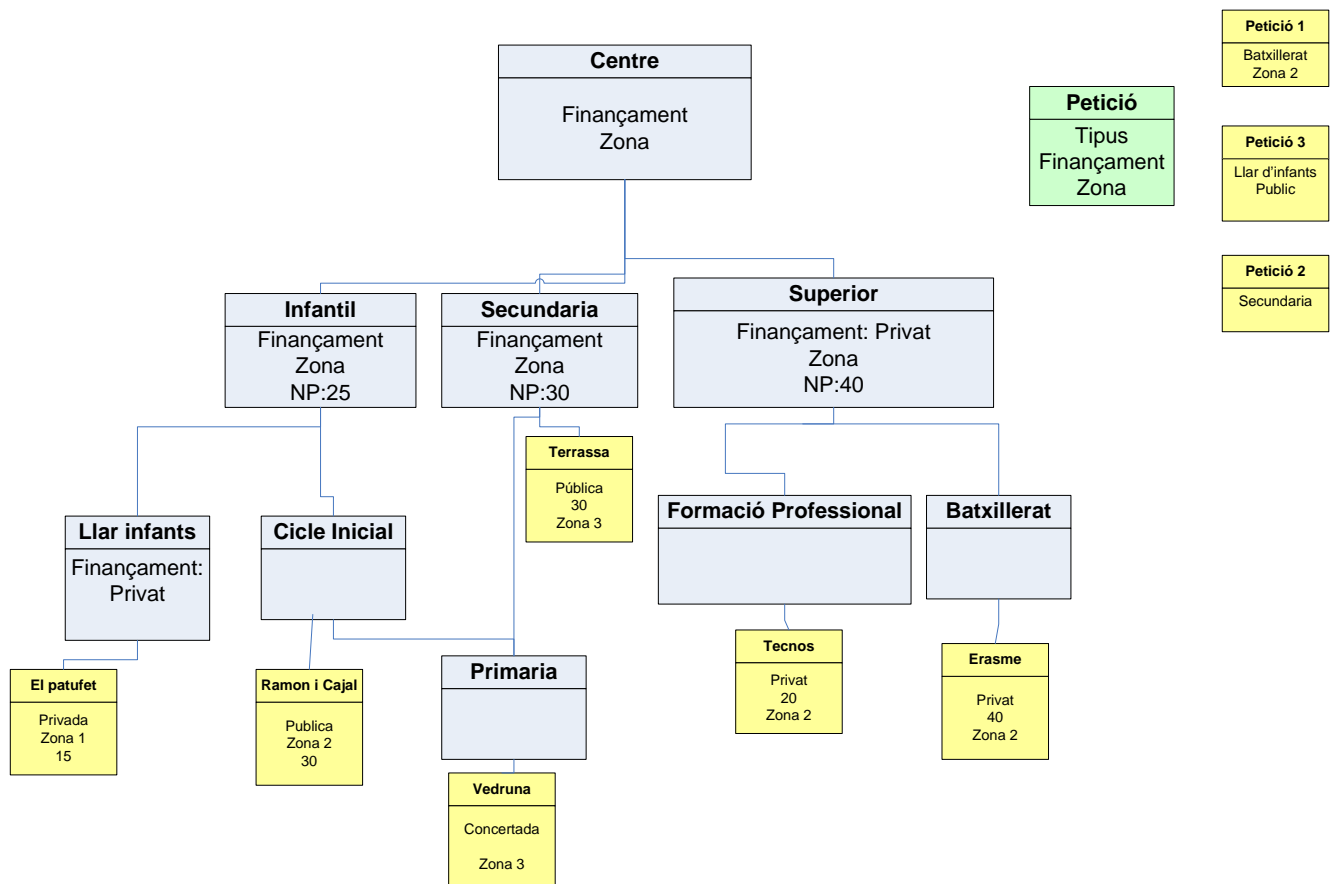 Centre
Finançament
Zona
Petició
Tipus
Finançament
Zona
Petició 1
Batxillerat
Zona 2
Petició 3
Llar d'infants
Public
Petició 2
Secundaria
Infantil
Finançament
Zona
NP:25
Secundaria
Finançament
Zona
NP:30
Superior
Finançament: Privat
Zona
NP:40
Terrassa
Pública
30
Zona 3
Llar infants
Finançament:
Privat
Cicle Inicial
Formació Professional
Batxillerat
El patufet
Privada
Zona 1
15
Ramon i Cajal
Publica
Zona 2
30
Primaria
Tecnos
Privat
20
Zona 2
Erasme
Privat
40
Zona 2
Vedruna
Concertada
Zona 3